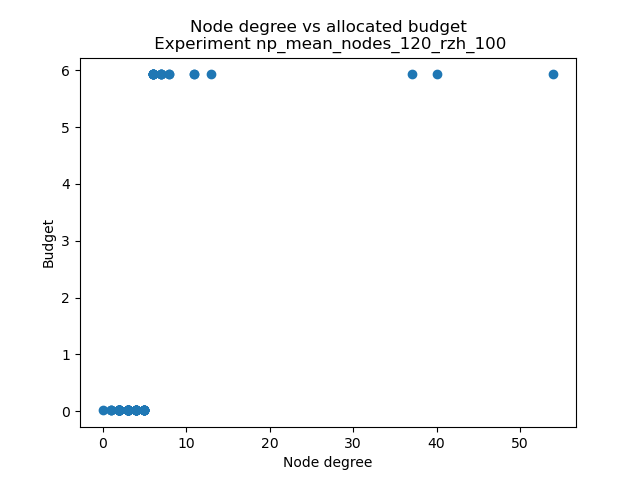 Node degree vs allocated budget
Experiment np_mean_nodes_120_rzh_100
6
5
4
3
2
1
0
Budget
0 10 20 30 40 50
Node degree